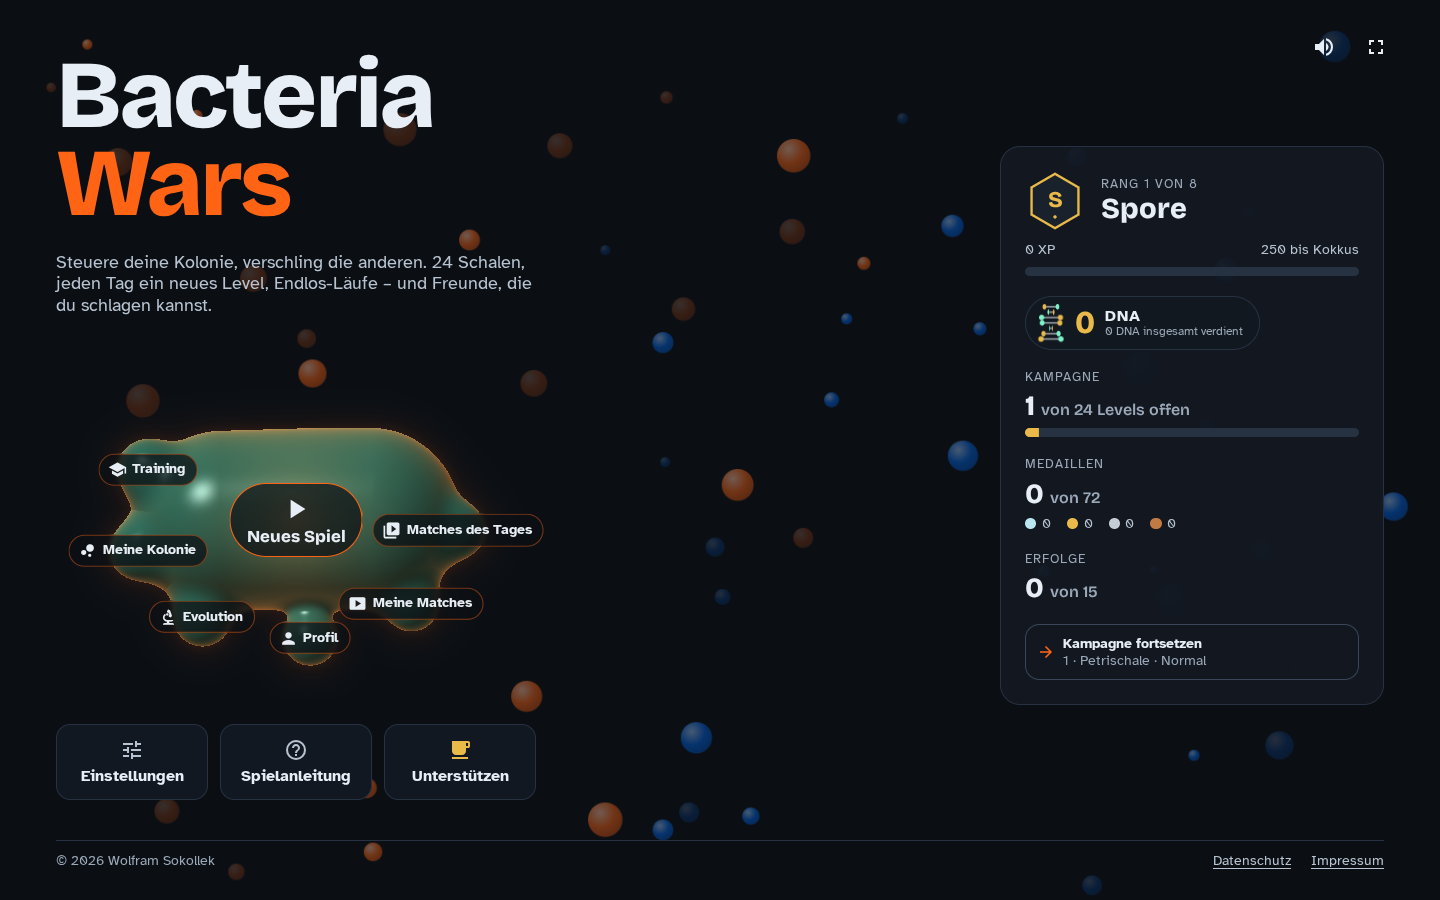 Bacteria
Wars
Steuere deine Kolonie, verschling die anderen. 24 Schalen,
jeden Tag ein neues Level, Endlos-Läufe – und Freunde, die
du schlagen kannst.
Training
Neues Spiel
Matches des Tages
Meine Kolonie
Meine Matches
Evolution
Profil
Einstellungen
Spielanleitung
Unterstützen
S
RANG 1 VON 8
Spore
0 XP
250 bis Kokkus
0
DNA
0 DNA insgesamt verdient
KAMPAGNE
1 von 24 Levels offen
MEDAILLEN
0 von 72
0 0 0 0
ERFOLGE
0 von 15
Kampagne fortsetzen
1 · Petrischale · Normal
© 2026 Wolfram Sokollek
Datenschutz
Impressum